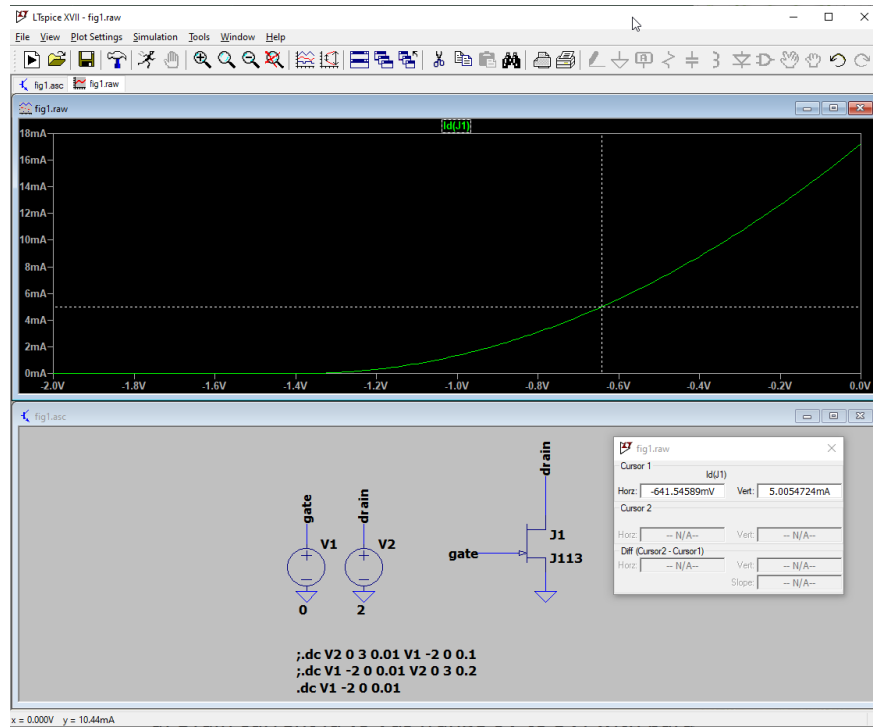 LTspice XVII - fig1.raw
File View Plot Settings Simulation Tools Window Help
fig1.asc fig1.raw
fig1.raw
Id(J1)
18mA
16mA
14mA
12mA
10mA
8mA
6mA
4mA
2mA
0mA
-2.0V -1.8V -1.6V -1.4V -1.2V -1.0V -0.8V -0.6V -0.4V -0.2V 0.0V
fig1.asc
gate
drain
V1
V2
0
2
drain
gate
J1
J113
;.dc V2 0 3 0.01 V1 -2 0 0.1
;.dc V1 -2 0 0.01 V2 0 3 0.2
.dc V1 -2 0 0.01
fig1.raw
Cursor 1
Id(J1)
Horz: -641.54589mV Vert: 5.0054724mA
Cursor 2
Horz: -- N/A-- Vert: -- N/A--
Diff (Cursor2 - Cursor1)
Horz: -- N/A-- Vert: -- N/A--
Slope: -- N/A--
x = 0.000V y = 10.44mA